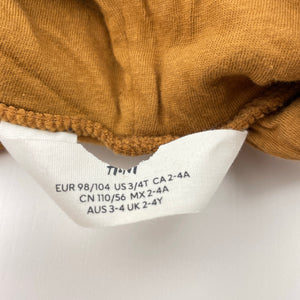 EUR 98/104 US 3/4T CA 2-4A
CN 110/56 MX 2-4A
AUS 3-4 UK 2-4Y